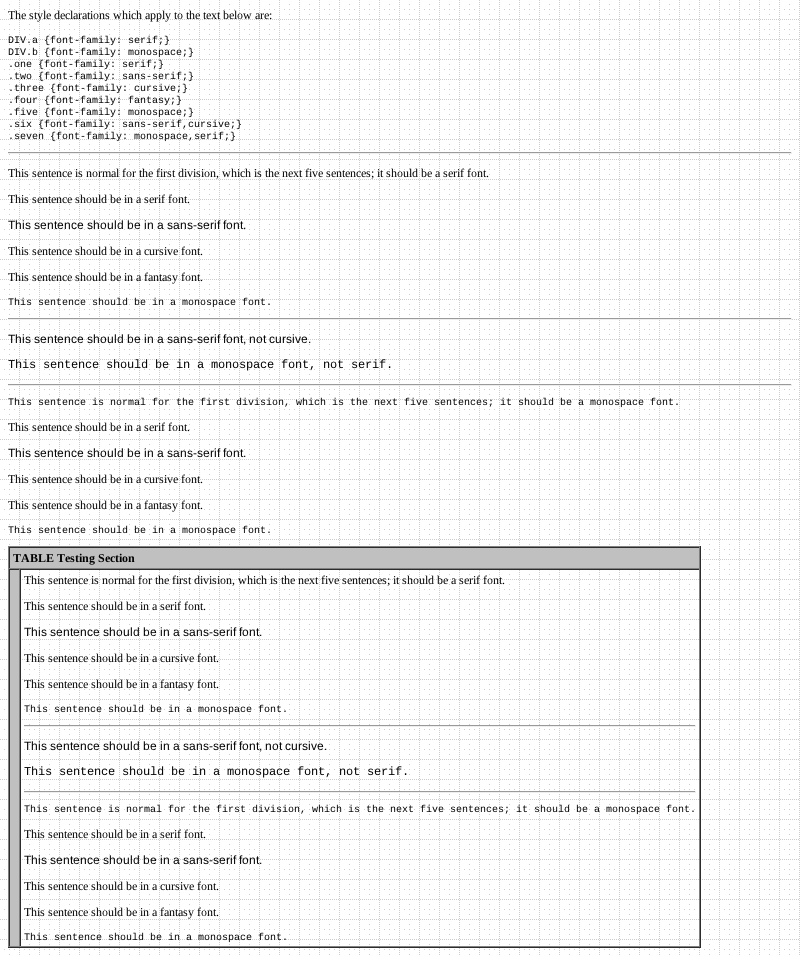 The style declarations which apply to the text below are:
DIV.a {font-family: serif;}
DIV.b {font-family: monospace;}
.one {font-family: serif;}
.two {font-family: sans-serif;}
.three {font-family: cursive;}
.four {font-family: fantasy;}
.five {font-family: monospace;}
.six {font-family: sans-serif,cursive;}
.seven {font-family: monospace,serif;}
This sentence is normal for the first division, which is the next five sentences; it should be a serif font.
This sentence should be in a serif font.
This sentence should be in a sans-serif font.
This sentence should be in a cursive font.
This sentence should be in a fantasy font.
This sentence should be in a monospace font.
This sentence should be in a sans-serif font, not cursive.
This sentence should be in a monospace font, not serif.
This sentence is normal for the first division, which is the next five sentences; it should be a monospace font.
This sentence should be in a serif font.
This sentence should be in a sans-serif font.
This sentence should be in a cursive font.
This sentence should be in a fantasy font.
This sentence should be in a monospace font.
TABLE Testing Section
This sentence is normal for the first division, which is the next five sentences; it should be a serif font.
This sentence should be in a serif font.
This sentence should be in a sans-serif font.
This sentence should be in a cursive font.
This sentence should be in a fantasy font.
This sentence should be in a monospace font.
This sentence should be in a sans-serif font, not cursive.
This sentence should be in a monospace font, not serif.
This sentence is normal for the first division, which is the next five sentences; it should be a monospace font.
This sentence should be in a serif font.
This sentence should be in a sans-serif font.
This sentence should be in a cursive font.
This sentence should be in a fantasy font.
This sentence should be in a monospace font.